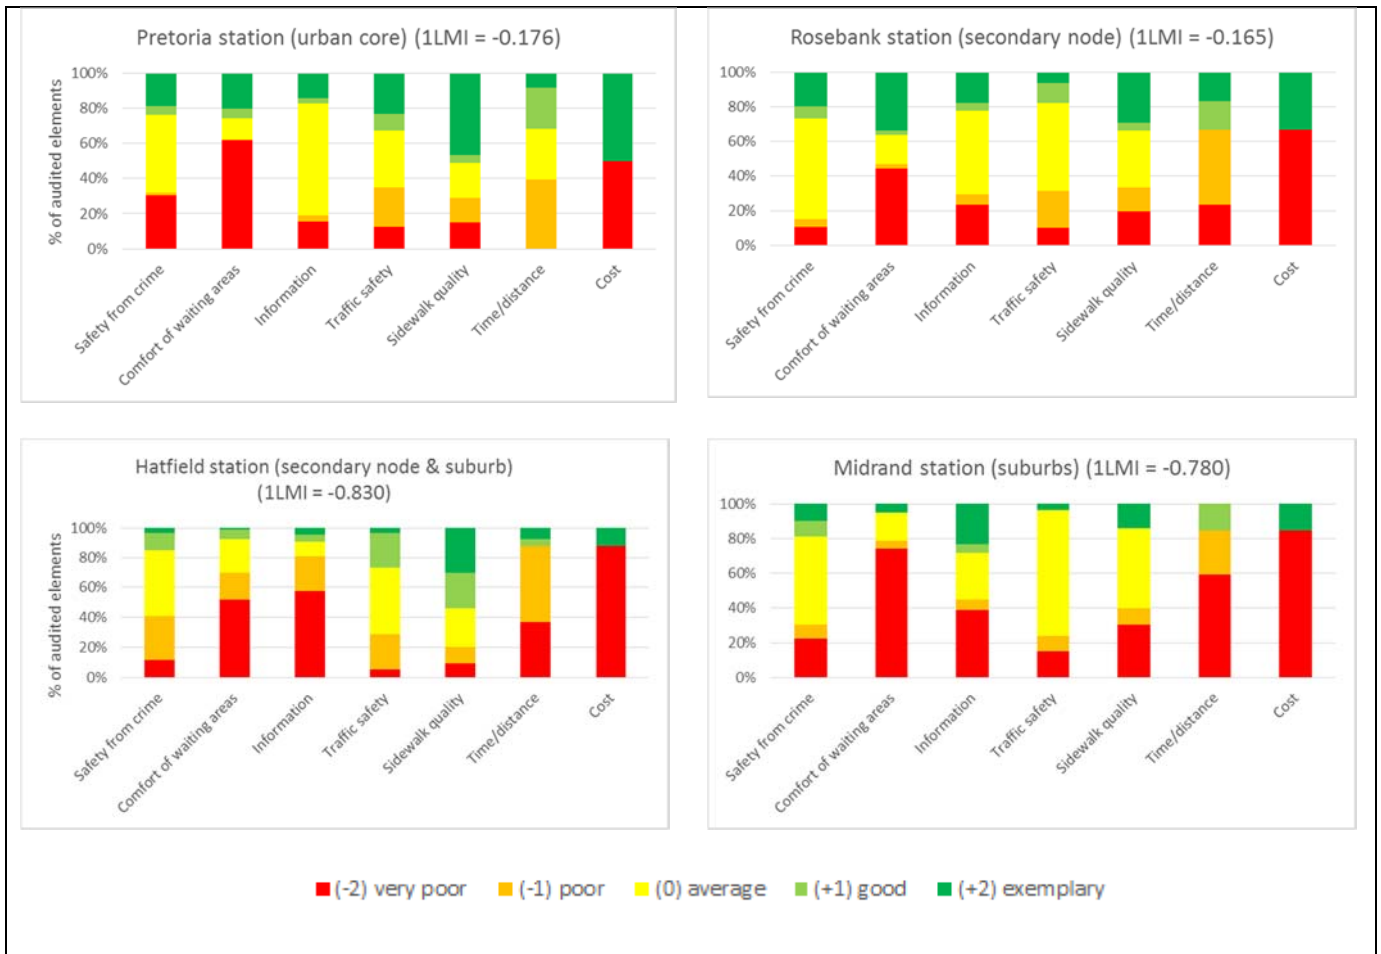 Pretoria station (urban core) (1LMI = -0.176)
% of audited elements
100%
80%
60%
40%
20%
0%
Safety from crime
Comfort of waiting areas
Information
Traffic safety
Sidewalk quality
Time/distance
Cost
Rosebank station (secondary node) (1LMI = -0.165)
100%
80%
60%
40%
20%
0%
Safety from crime
Comfort of waiting areas
Information
Traffic safety
Sidewalk quality
Time/distance
Cost
Hatfield station (secondary node & suburb)
(1LMI = -0.830)
% of audited elements
100%
80%
60%
40%
20%
0%
Safety from crime
Comfort of waiting areas
Information
Traffic safety
Sidewalk quality
Time/distance
Cost
Midrand station (suburbs) (1LMI = -0.780)
100%
80%
60%
40%
20%
0%
Safety from crime
Comfort of waiting areas
Information
Traffic safety
Sidewalk quality
Time/distance
Cost
(-2) very poor (-1) poor (0) average (+1) good (+2) exemplary